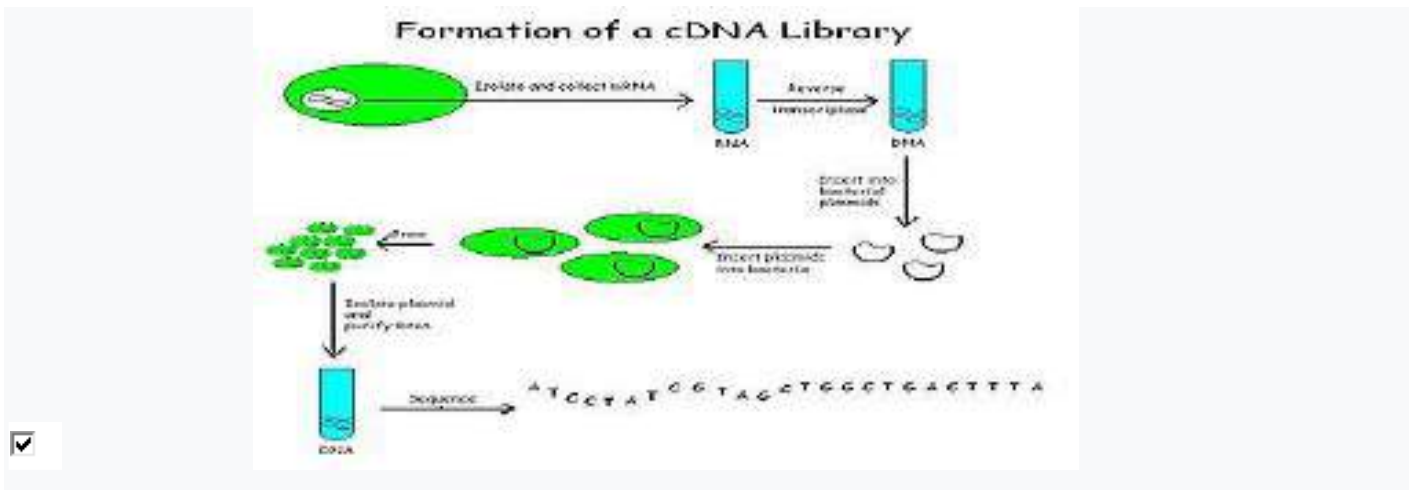 Formation of a cDNA Library
Isolate and collect mRNA
Reverse
transcriptase
RNA
DNA
Insert into
bacterial
plasmids
Insert plasmids
into bacteria
Grow
Isolate plasmid
and
purify DNA
DNA
Sequence
A T C C T A T C G T A G C T G G C T G A C T T T A